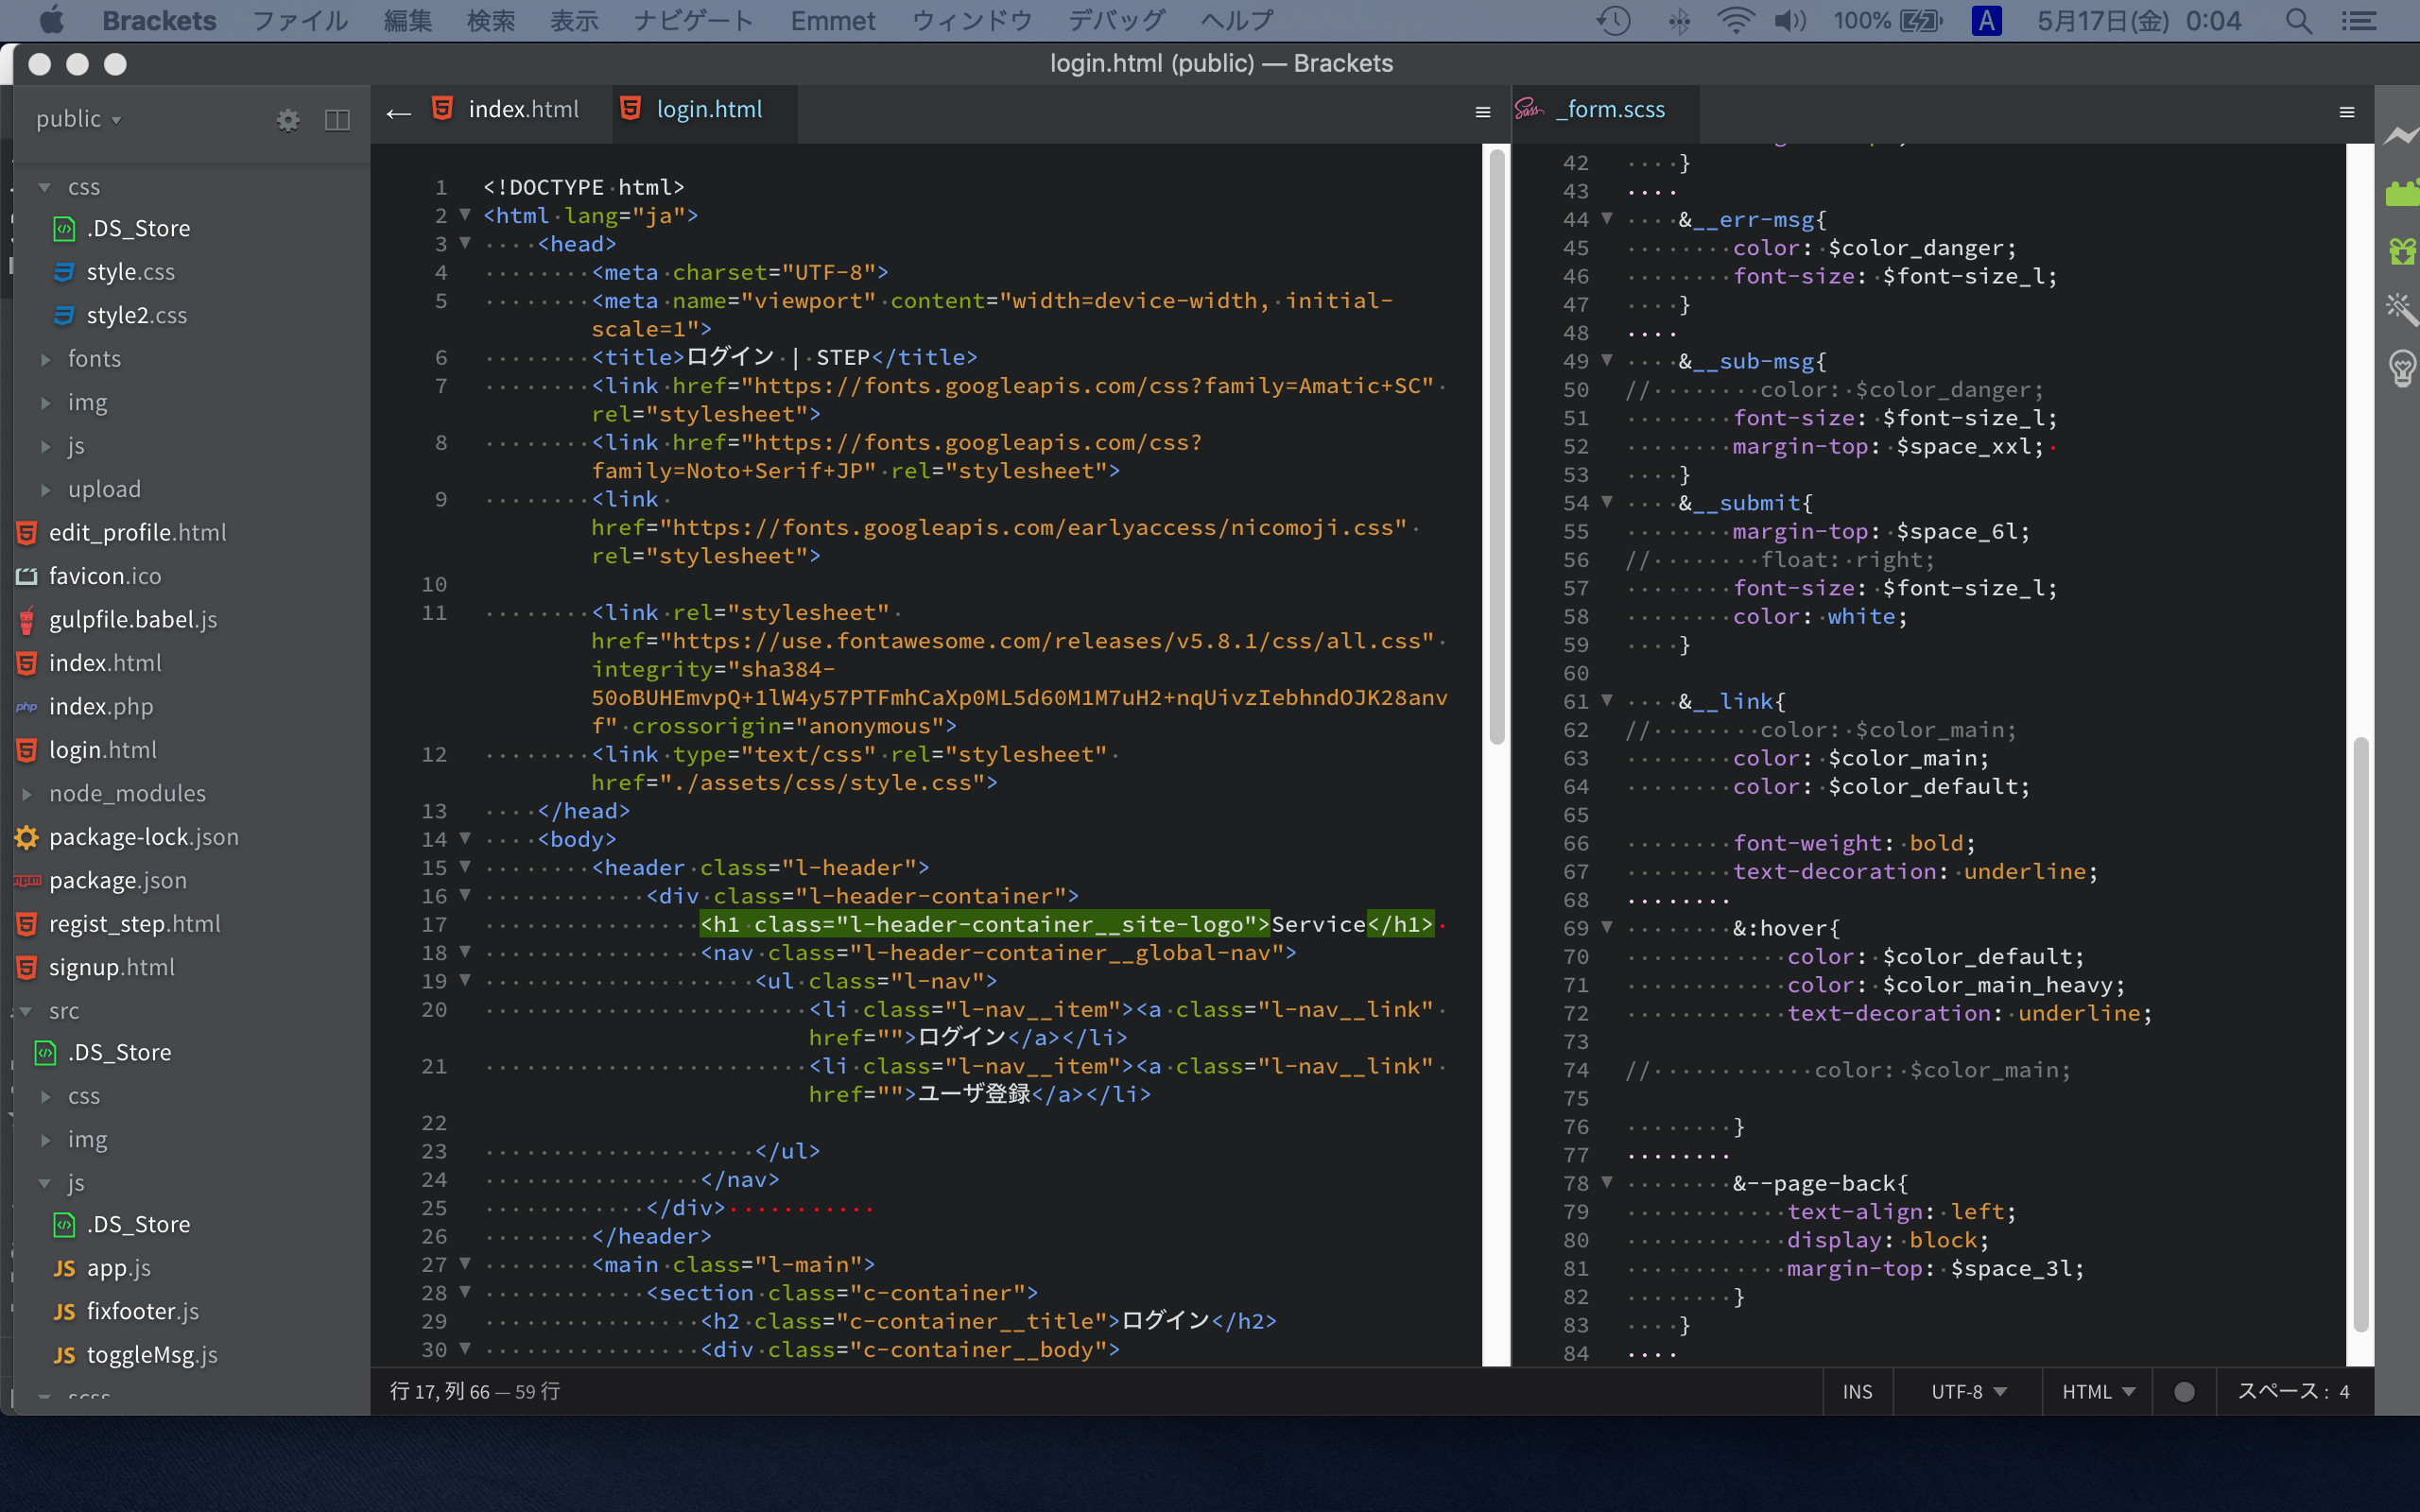 Brackets ファイル 編集 検索 表示 ナビゲート Emmet ウィンドウ デバッグ ヘルプ 100% A 5月17日(金) 0:04
login.html (public) — Brackets
public
css
.DS_Store
style.css
style2.css
fonts
img
js
upload
edit_profile.html
favicon.ico
gulpfile.babel.js
index.html
php index.php
login.html
node_modules
package-lock.json
package.json
regist_step.html
signup.html
src
.DS_Store
css
img
js
.DS_Store
JS app.js
JS fixfooter.js
JS toggleMsg.js
index.html login.html
1 <!DOCTYPE html>
2 <html lang="ja">
3 <head>
4 <meta charset="UTF-8">
5 <meta name="viewport" content="width=device-width, initial-
scale=1">
6 <title>ログイン | STEP</title>
7 <link href="https://fonts.googleapis.com/css?family=Amatic+SC"
rel="stylesheet">
8 <link href="https://fonts.googleapis.com/css?
family=Noto+Serif+JP" rel="stylesheet">
9 <link
href="https://fonts.googleapis.com/earlyaccess/nicomoji.css"
rel="stylesheet">
10
11 <link rel="stylesheet"
href="https://use.fontawesome.com/releases/v5.8.1/css/all.css"
integrity="sha384-
50oBUHEmvpQ+1lW4y57PTFmhCaXp0ML5d60M1M7uH2+nqUivzIebhndOJK28anv
f" crossorigin="anonymous">
12 <link type="text/css" rel="stylesheet"
href="./assets/css/style.css">
13 </head>
14 <body>
15 <header class="l-header">
16 <div class="l-header-container">
17 <h1 class="l-header-container__site-logo">Service</h1>
18 <nav class="l-header-container__global-nav">
19 <ul class="l-nav">
20 <li class="l-nav__item"><a class="l-nav__link"
href="">ログイン</a></li>
21 <li class="l-nav__item"><a class="l-nav__link"
href="">ユーザ登録</a></li>
22
23 </ul>
24 </nav>
25 </div>
26 </header>
27 <main class="l-main">
28 <section class="c-container">
29 <h2 class="c-container__title">ログイン</h2>
30 <div class="c-container__body">
Sass _form.scss
42 }
43
44 &__err-msg{
45 color: $color_danger;
46 font-size: $font-size_l;
47 }
48
49 &__sub-msg{
50 // color: $color_danger;
51 font-size: $font-size_l;
52 margin-top: $space_xxl;
53 }
54 &__submit{
55 margin-top: $space_6l;
56 // float: right;
57 font-size: $font-size_l;
58 color: white;
59 }
60
61 &__link{
62 // color: $color_main;
63 color: $color_main;
64 color: $color_default;
65
66 font-weight: bold;
67 text-decoration: underline;
68
69 &:hover{
70 color: $color_default;
71 color: $color_main_heavy;
72 text-decoration: underline;
73
74 // color: $color_main;
75
76 }
77
78 &--page-back{
79 text-align: left;
80 display: block;
81 margin-top: $space_3l;
82 }
83 }
84
行 17, 列 66 — 59 行 INS UTF-8 HTML スペース: 4